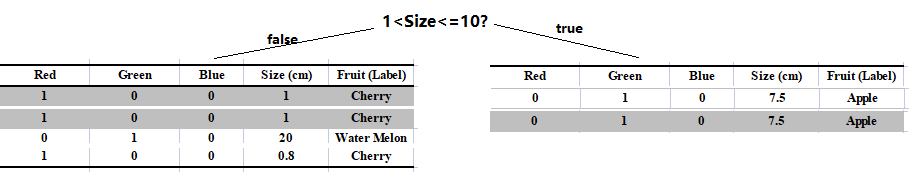 1<Size<=10?
false
true
Red Green Blue Size (cm) Fruit (Label)
1 0 0 1 Cherry
1 0 0 1 Cherry
0 1 0 20 Water Melon
1 0 0 0.8 Cherry
Red Green Blue Size (cm) Fruit (Label)
0 1 0 7.5 Apple
0 1 0 7.5 Apple